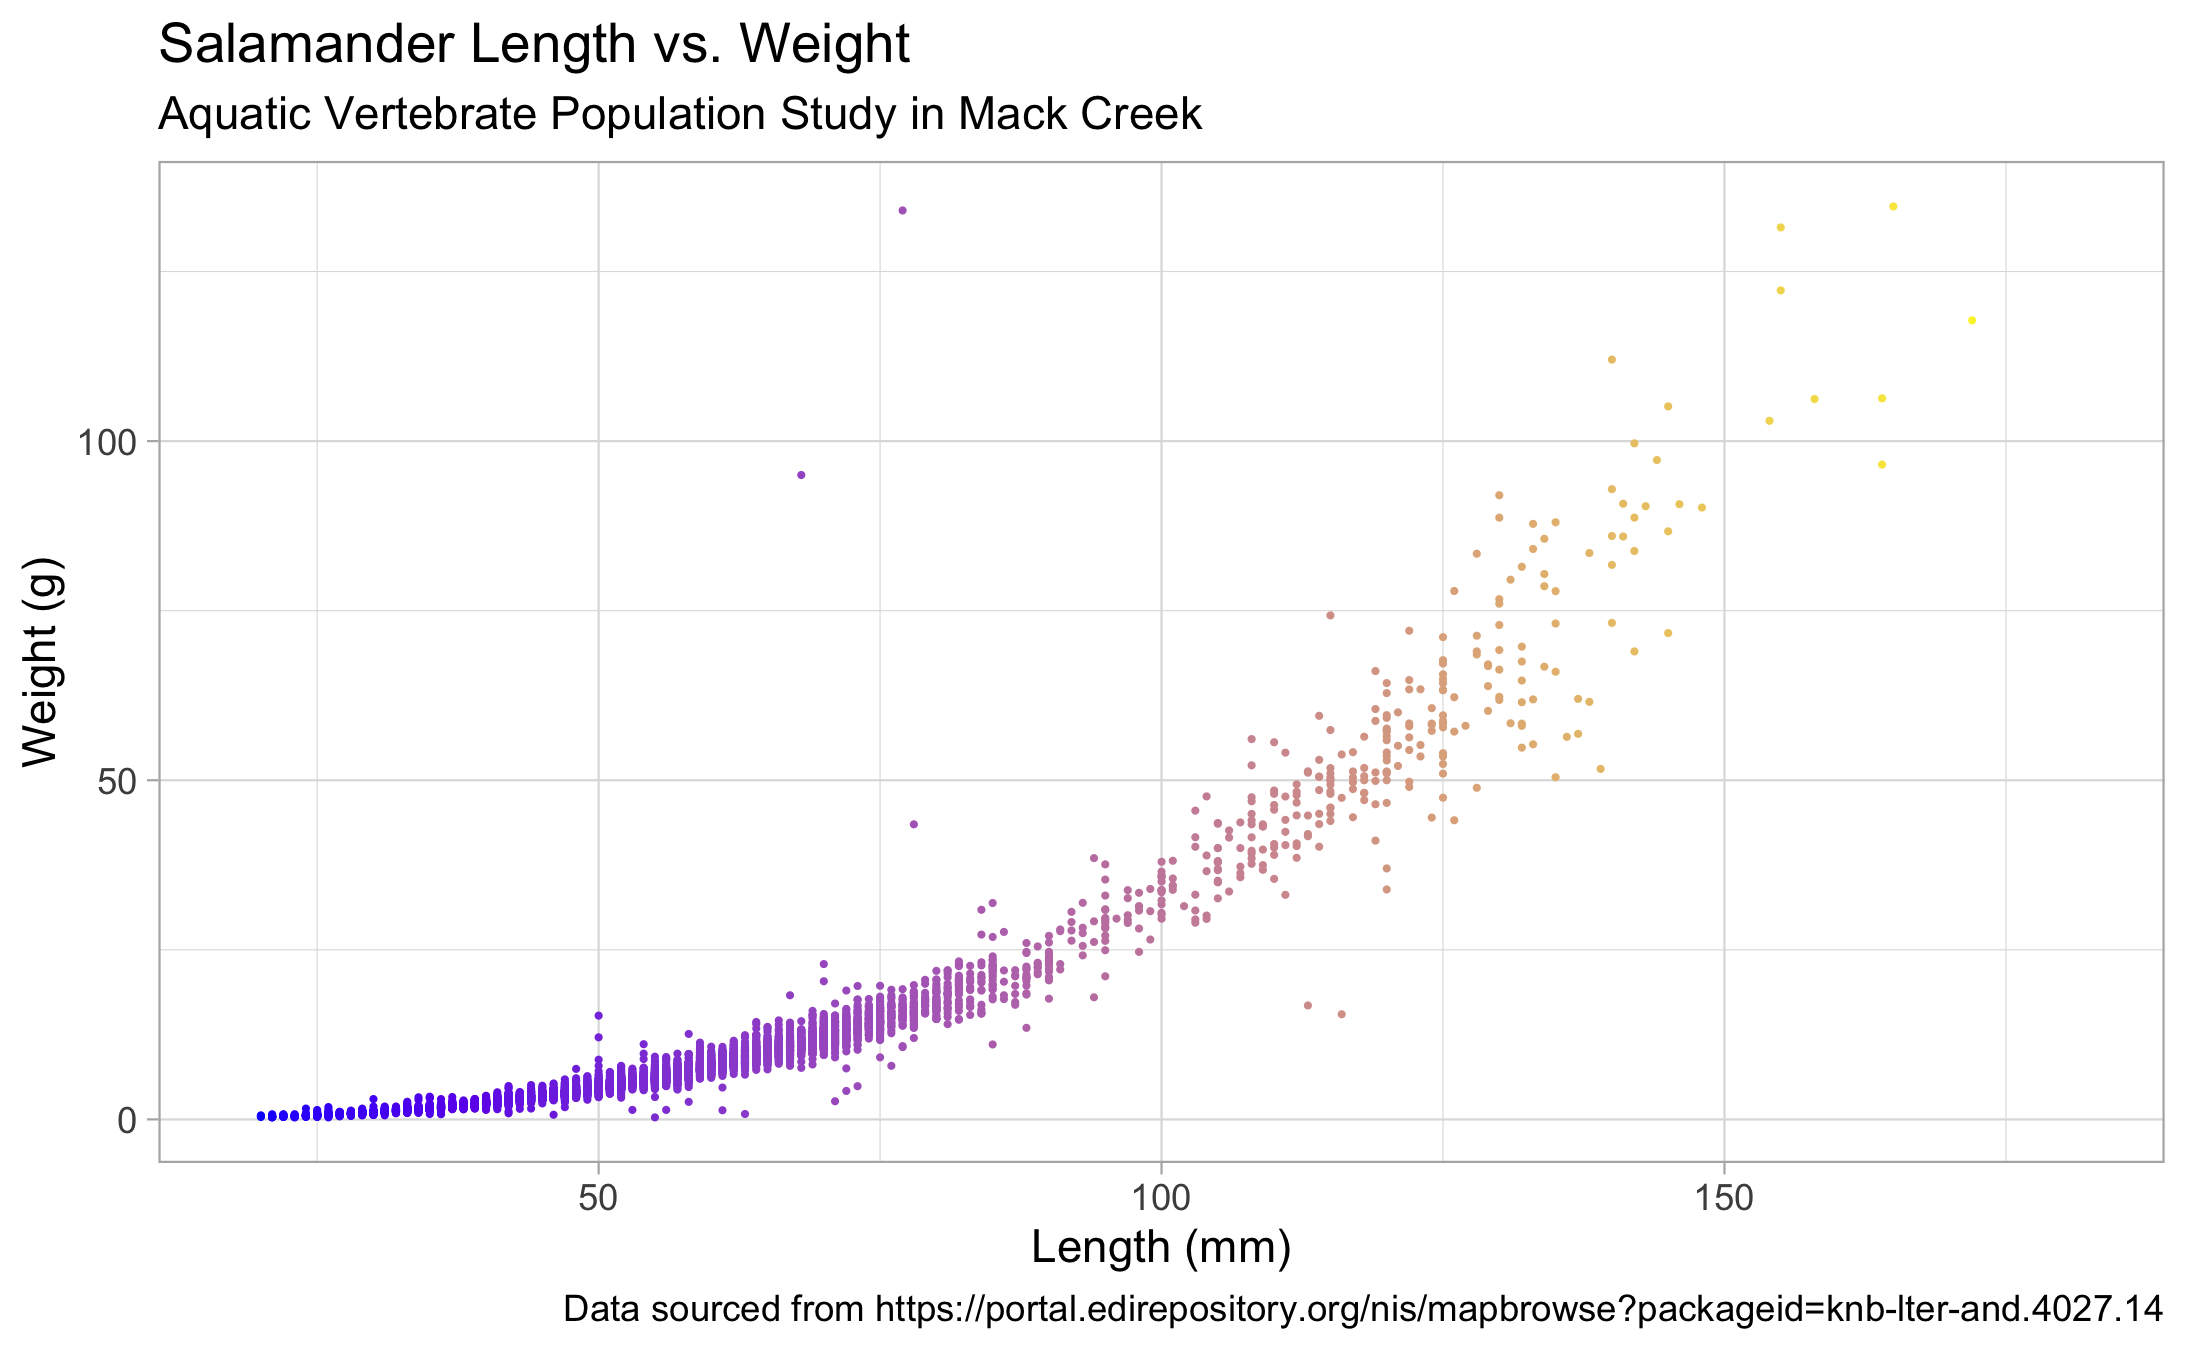 Salamander Length vs. Weight
Aquatic Vertebrate Population Study in Mack Creek
Weight (g)
100
50
0
50
100
150
Length (mm)
Data sourced from https://portal.edirepository.org/nis/mapbrowse?packageid=knb-lter-and.4027.14